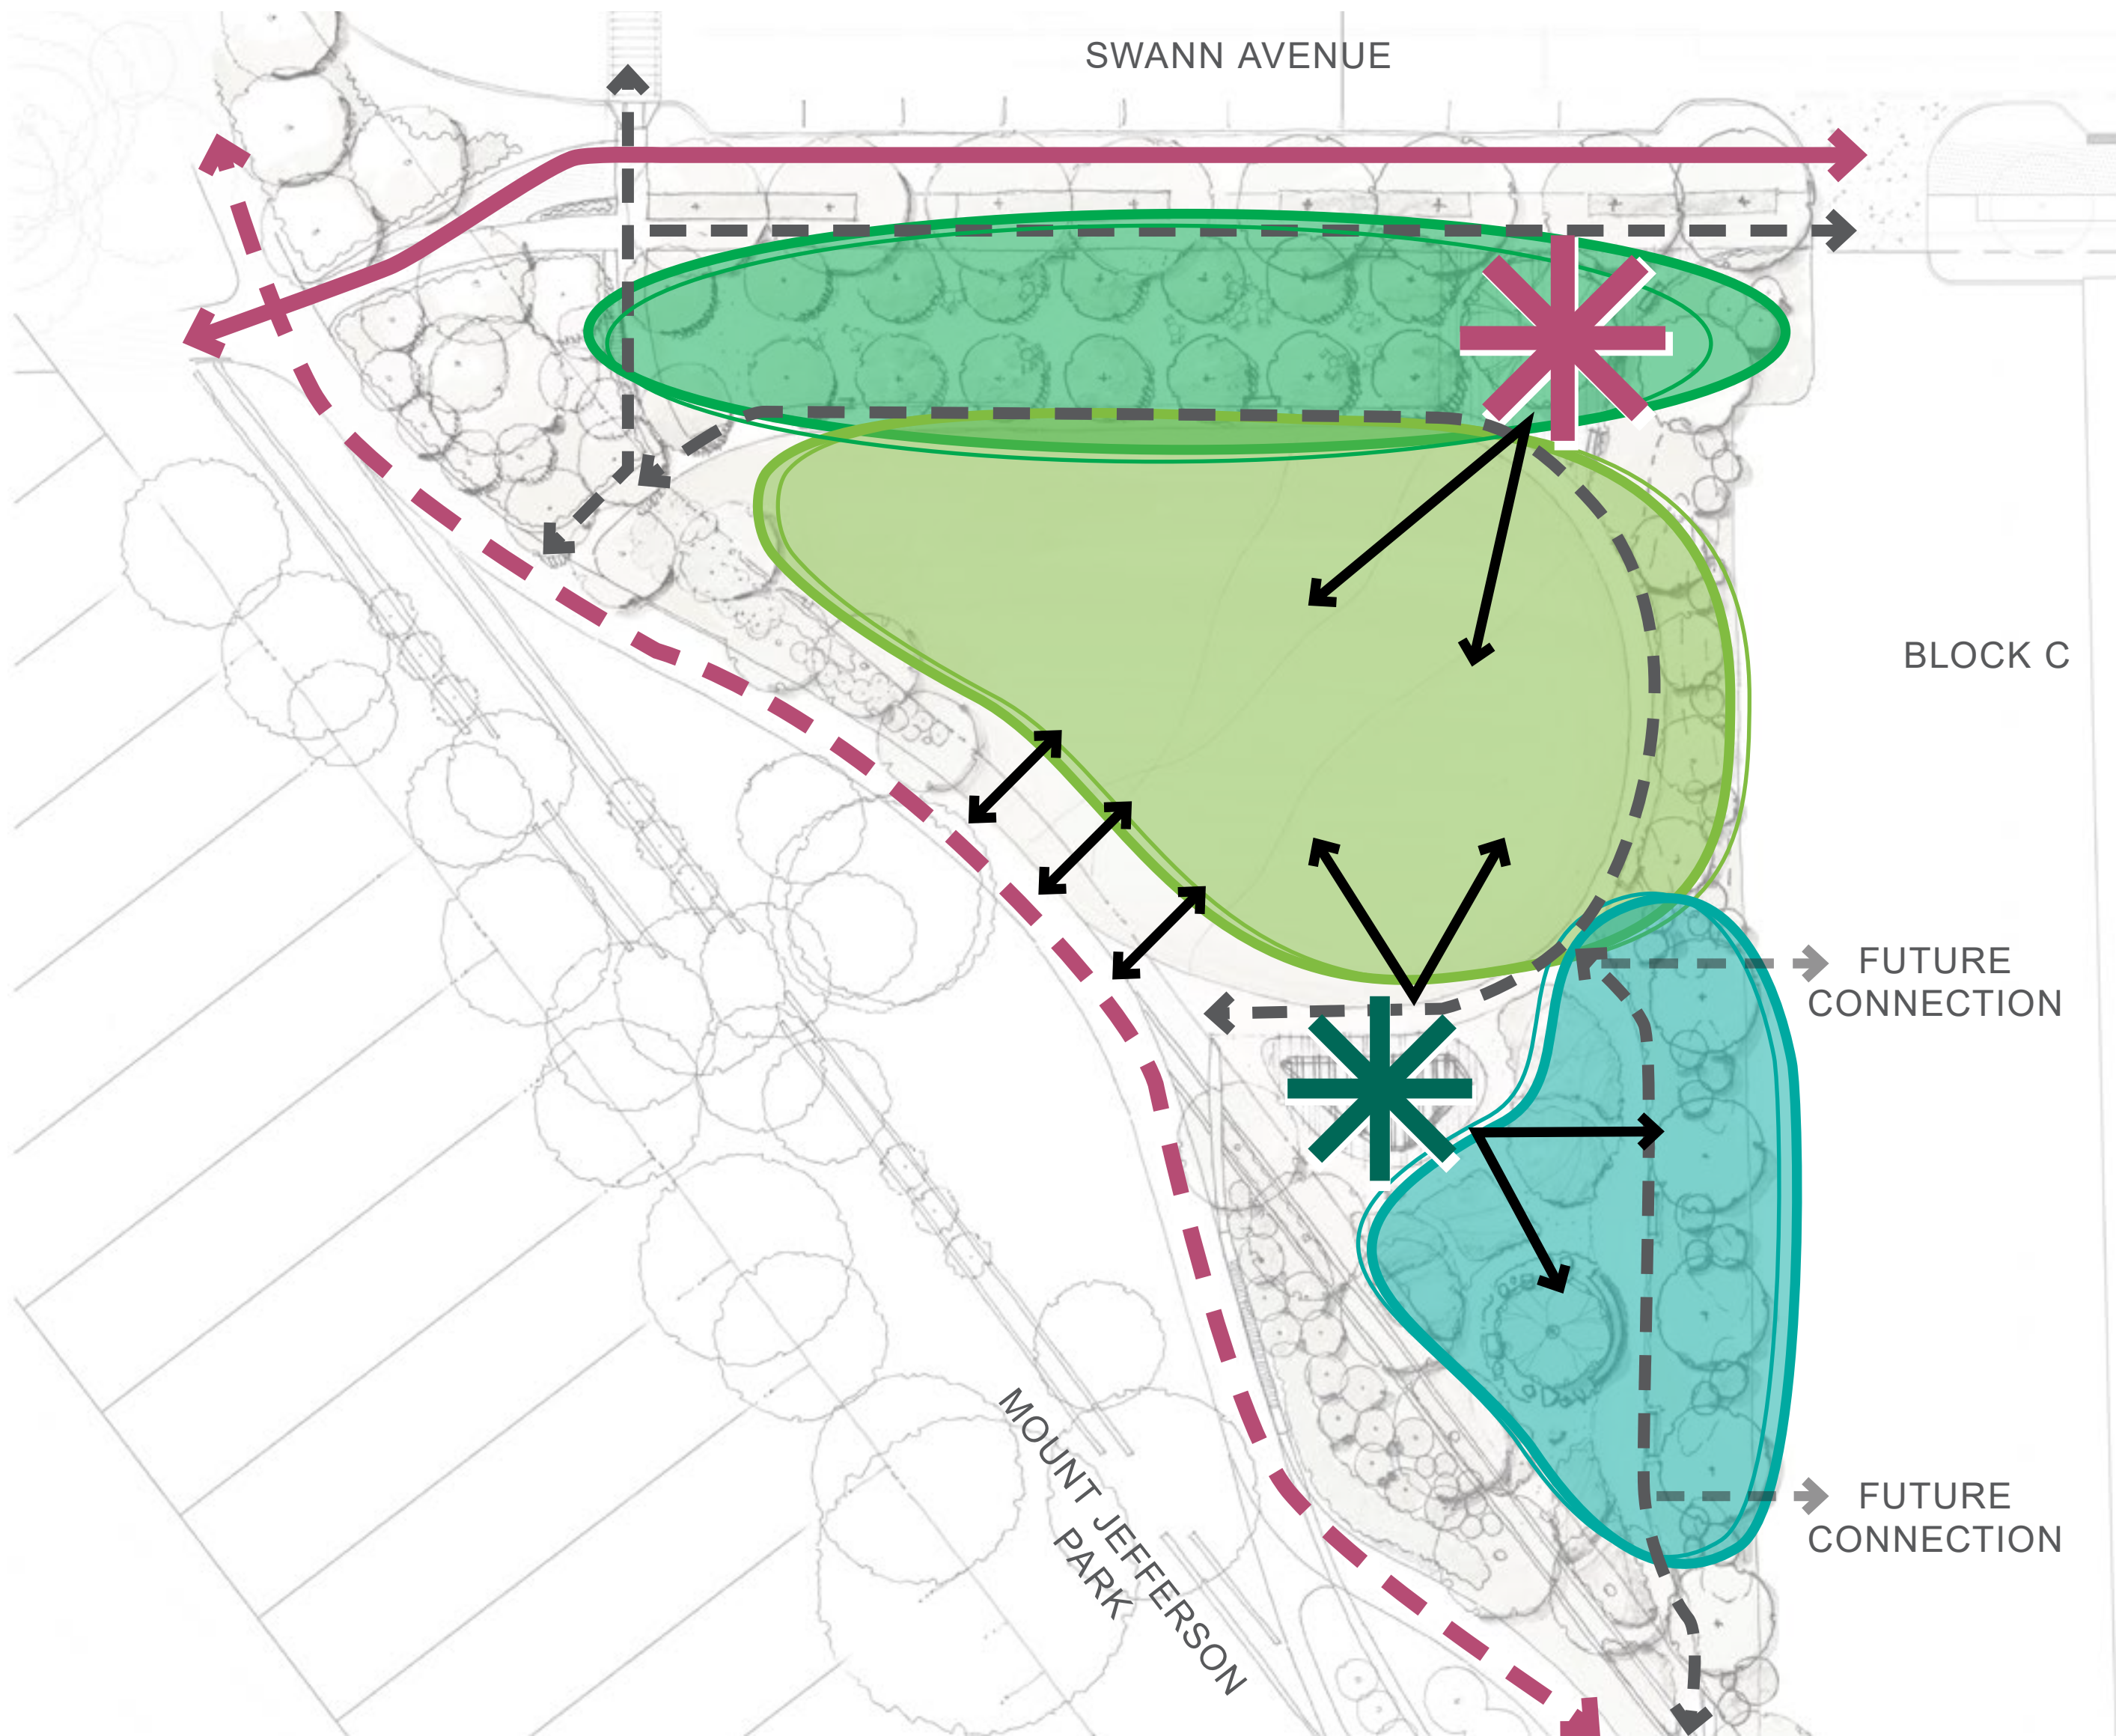 SWANN AVENUE
BLOCK C
FUTURE
CONNECTION
FUTURE
CONNECTION
MOUNT JEFFERSON
PARK